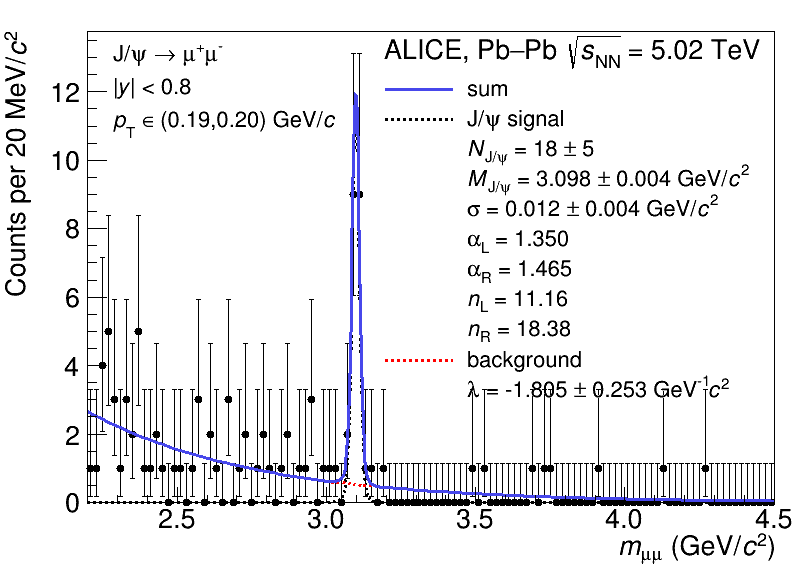 J/ψ → μ⁺μ⁻
|y| < 0.8
p_T ∈ (0.19,0.20) GeV/c
ALICE, Pb–Pb √s_NN = 5.02 TeV
sum
J/ψ signal
N_J/ψ = 18 ± 5
M_J/ψ = 3.098 ± 0.004 GeV/c²
σ = 0.012 ± 0.004 GeV/c²
α_L = 1.350
α_R = 1.465
n_L = 11.16
n_R = 18.38
background
λ = -1.805 ± 0.253 GeV⁻¹c²
Counts per 20 MeV/c²
12
10
8
6
4
2
0
2.5 3.0 3.5 4.0 4.5
m_μμ (GeV/c²)